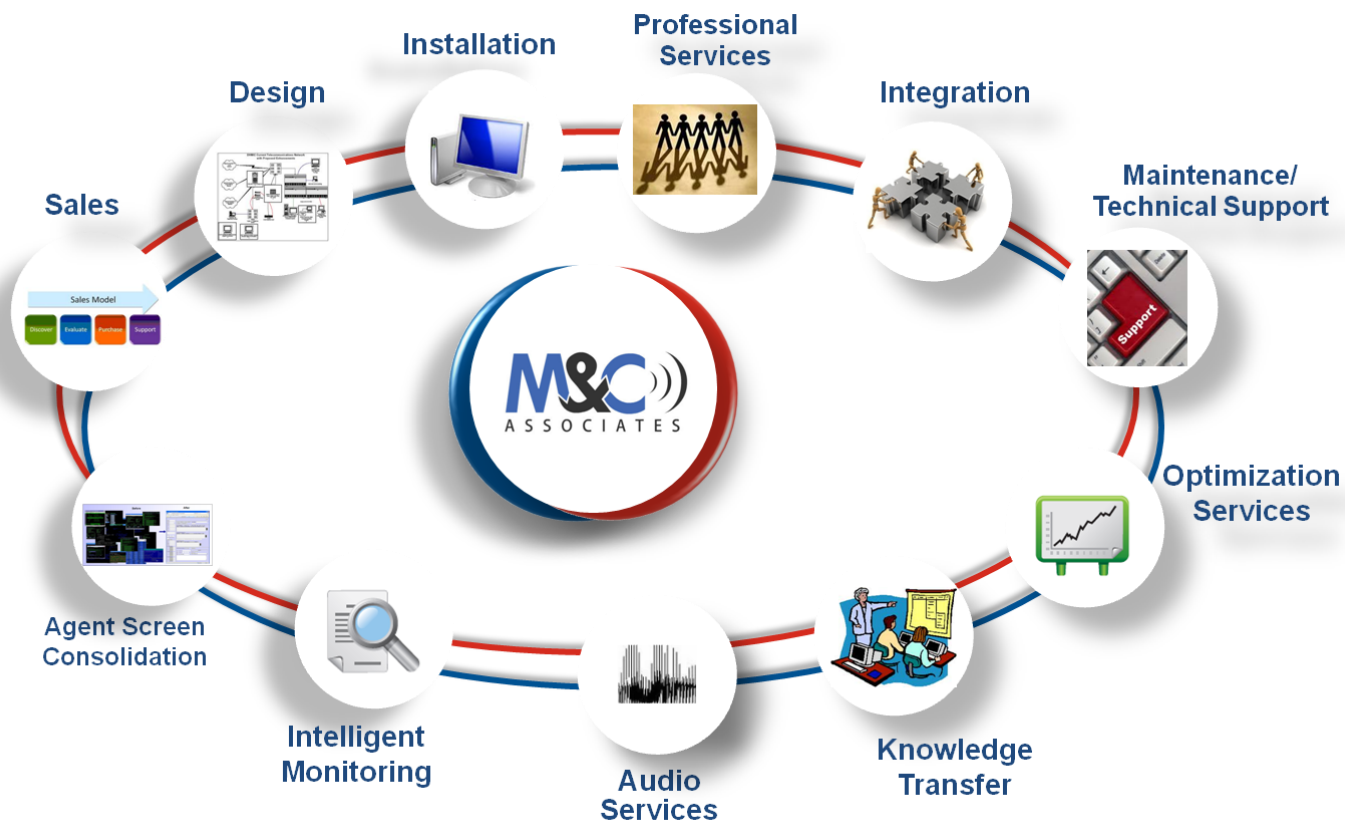 Professional
Services
Installation
Design
Integration
Maintenance/
Technical Support
Sales
Sales Model
Discover
Evaluate
Purchase
Support
Support
M&C
ASSOCIATES
Optimization
Services
Agent Screen
Consolidation
Intelligent
Monitoring
Audio
Services
Knowledge
Transfer